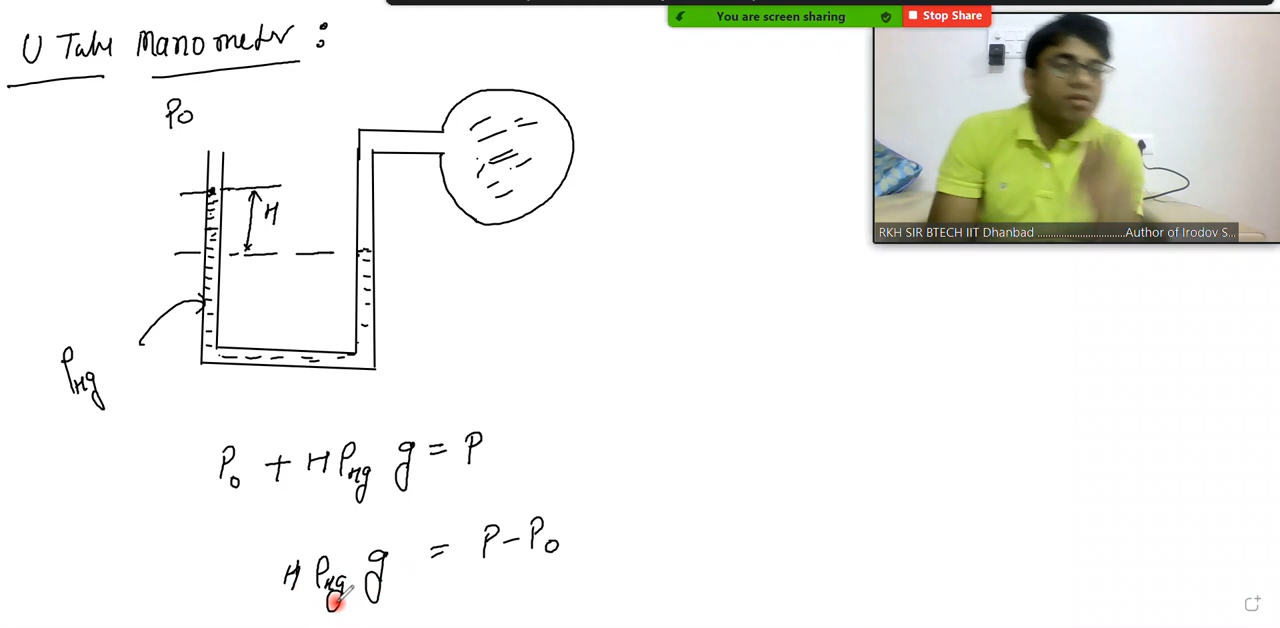 You are screen sharing
Stop Share
U Tube Manometer :
P₀
H
RKH SIR BTECH IIT Dhanbad ..............................Author of Irodov S...
ρHg
P₀ + HρHg g = P
HρHg g = P - P₀